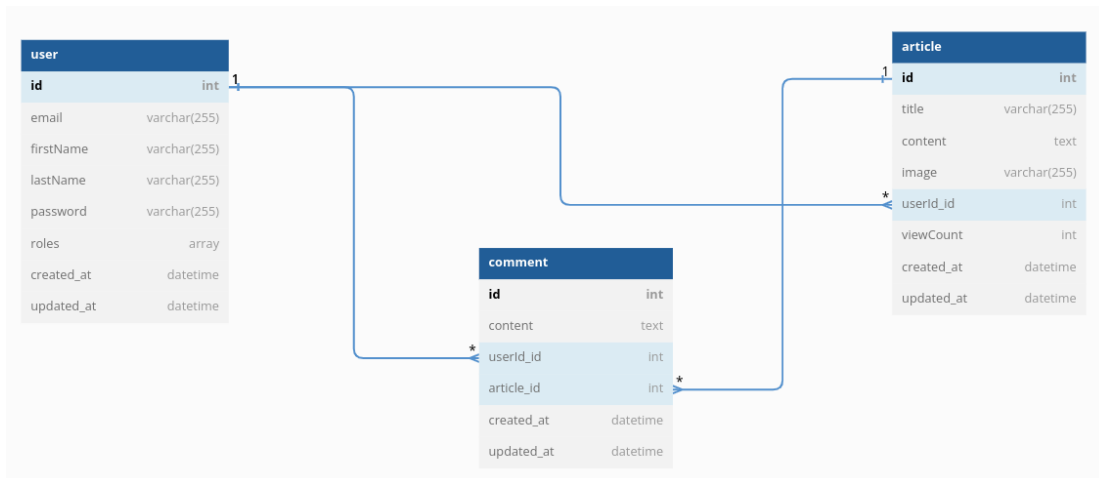 user
id int
email varchar(255)
firstName varchar(255)
lastName varchar(255)
password varchar(255)
roles array
created_at datetime
updated_at datetime
1
*
comment
id int
content text
userId_id int
article_id int
created_at datetime
updated_at datetime
*
*
1
article
id int
title varchar(255)
content text
image varchar(255)
userId_id int
viewCount int
created_at datetime
updated_at datetime